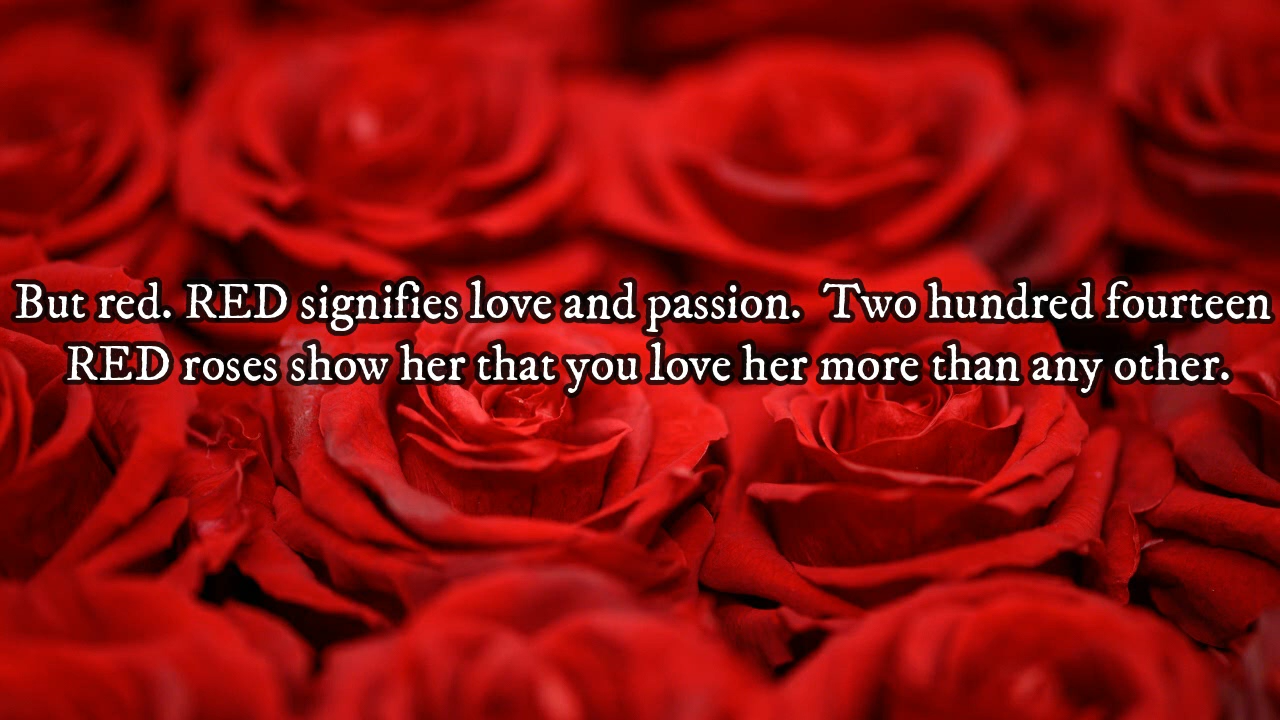 But red. RED signifies love and passion.  Two hundred fourteen
RED roses show her that you love her more than any other.